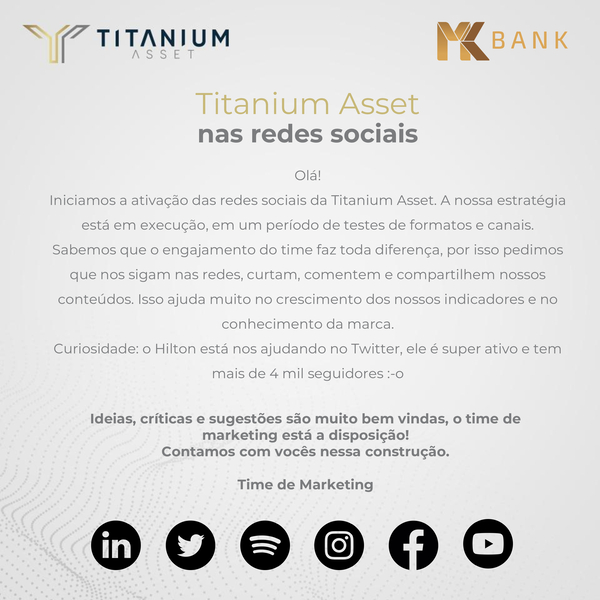 TITANIUM
ASSET
MK BANK
Titanium Asset
nas redes sociais
Olá!
Iniciamos a ativação das redes sociais da Titanium Asset. A nossa estratégia
está em execução, em um período de testes de formatos e canais.
Sabemos que o engajamento do time faz toda diferença, por isso pedimos
que nos sigam nas redes, curtam, comentem e compartilhem nossos
conteúdos. Isso ajuda muito no crescimento dos nossos indicadores e no
conhecimento da marca.
Curiosidade: o Hilton está nos ajudando no Twitter, ele é super ativo e tem
mais de 4 mil seguidores :-o
Ideias, críticas e sugestões são muito bem vindas, o time de
marketing está a disposição!
Contamos com vocês nessa construção.
Time de Marketing
in